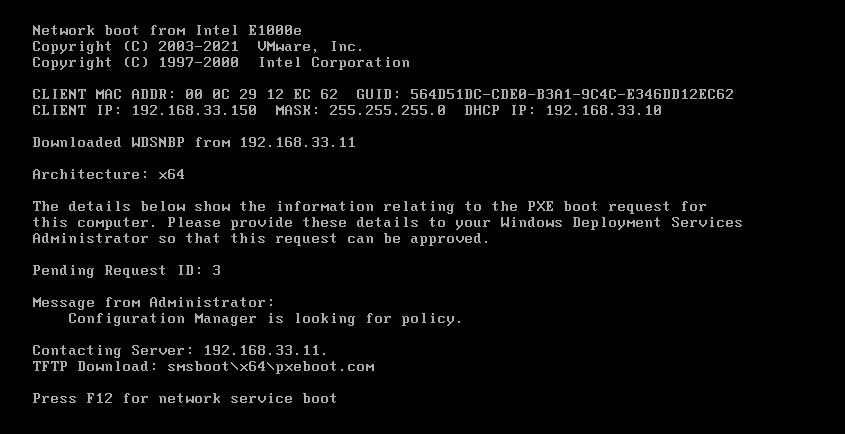 Network boot from Intel E1000e
Copyright (C) 2003-2021  VMware, Inc.
Copyright (C) 1997-2000  Intel Corporation
CLIENT MAC ADDR: 00 0C 29 12 EC 62  GUID: 564D51DC-CDE0-B3A1-9C4C-E346DD12EC62
CLIENT IP: 192.168.33.150  MASK: 255.255.255.0  DHCP IP: 192.168.33.10
Downloaded WDSNBP from 192.168.33.11
Architecture: x64
The details below show the information relating to the PXE boot request for
this computer. Please provide these details to your Windows Deployment Services
Administrator so that this request can be approved.
Pending Request ID: 3
Message from Administrator:
Configuration Manager is looking for policy.
Contacting Server: 192.168.33.11.
TFTP Download: smsboot\x64\pxeboot.com
Press F12 for network service boot